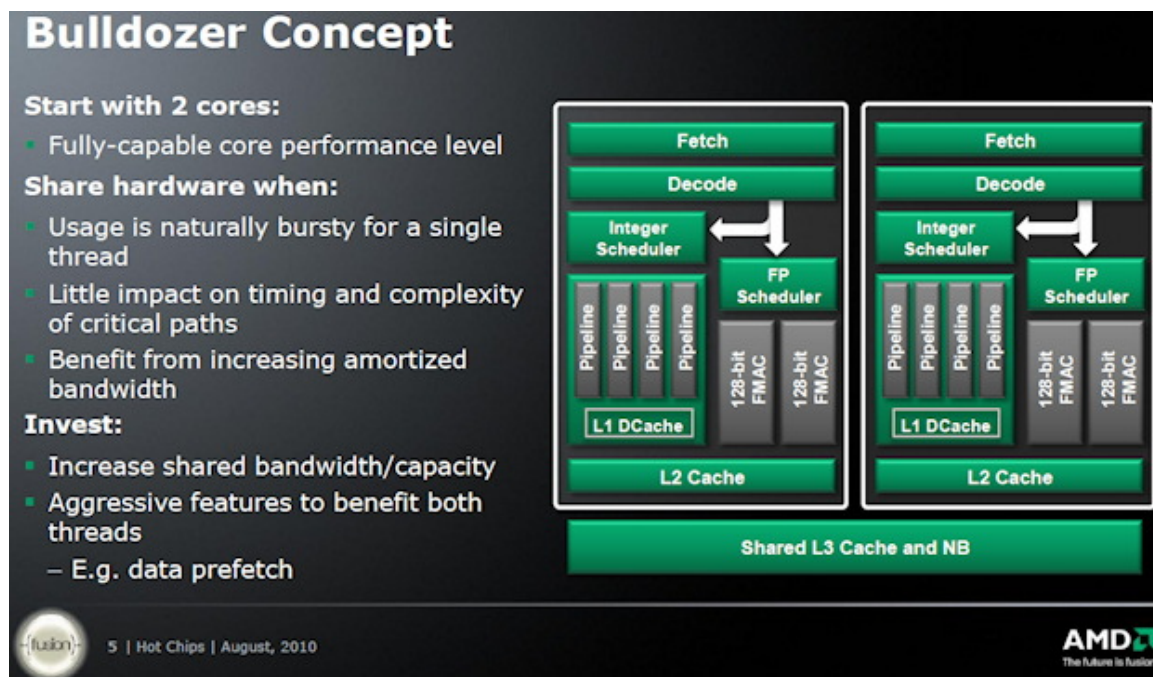 Bulldozer Concept
Start with 2 cores:
Fully-capable core performance level
Share hardware when:
Usage is naturally bursty for a single
thread
Little impact on timing and complexity
of critical paths
Benefit from increasing amortized
bandwidth
Invest:
Increase shared bandwidth/capacity
Aggressive features to benefit both
threads
– E.g. data prefetch
Fetch
Decode
Integer
Scheduler
FP
Scheduler
Pipeline
Pipeline
Pipeline
Pipeline
128-bit
FMAC
128-bit
FMAC
L1 DCache
L2 Cache
Fetch
Decode
Integer
Scheduler
FP
Scheduler
Pipeline
Pipeline
Pipeline
Pipeline
128-bit
FMAC
128-bit
FMAC
L1 DCache
L2 Cache
Shared L3 Cache and NB
{fusion}
5 | Hot Chips | August, 2010
AMD
The future is fusion